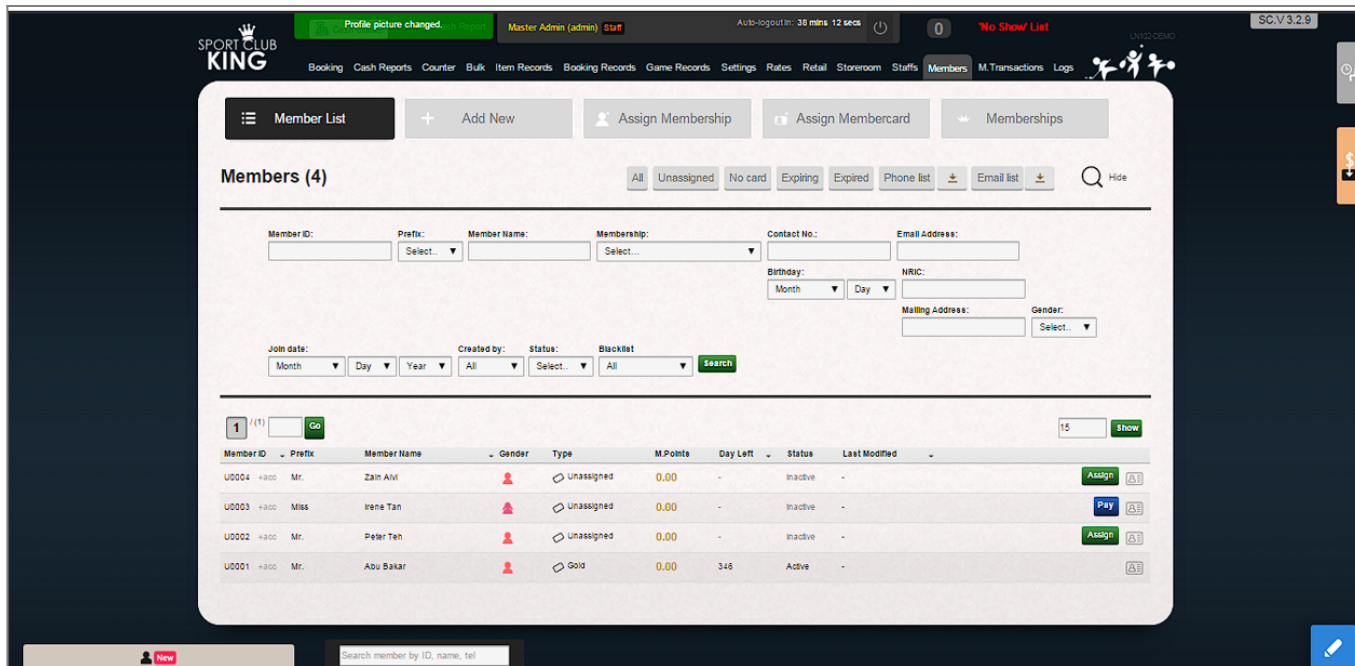 Profile picture changed.
Master Admin (admin) Staff
Auto-logout in: 38 mins 12 secs
0
'No Show' List
SC.V 3.2.9
LN102-DEMO
SPORT CLUB
KING
Booking Cash Reports Counter Bulk Item Records Booking Records Game Records Settings Rates Retail Storeroom Staffs Members M.Transactions Logs
Member List
Add New
Assign Membership
Assign Membercard
Memberships
Members (4)
All Unassigned No card Expiring Expired Phone list Email list Hide
Member ID: Prefix: Member Name: Membership: Contact No.: Email Address:
Select.. Select...
Birthday: NRIC:
Month Day
Mailing Address: Gender:
Select..
Join date: Created by: Status: Blacklist
Month Day Year All Select.. All Search
1 /(1) Go 15 Show
Member ID Prefix Member Name Gender Type M.Points Day Left Status Last Modified
U0004 +acc Mr. Zain Alvi Unassigned 0.00 - Inactive - Assign
U0003 +acc Miss Irene Tan Unassigned 0.00 - Inactive - Pay
U0002 +acc Mr. Peter Teh Unassigned 0.00 - Inactive - Assign
U0001 +acc Mr. Abu Bakar Gold 0.00 346 Active -
New
Search member by ID, name, tel